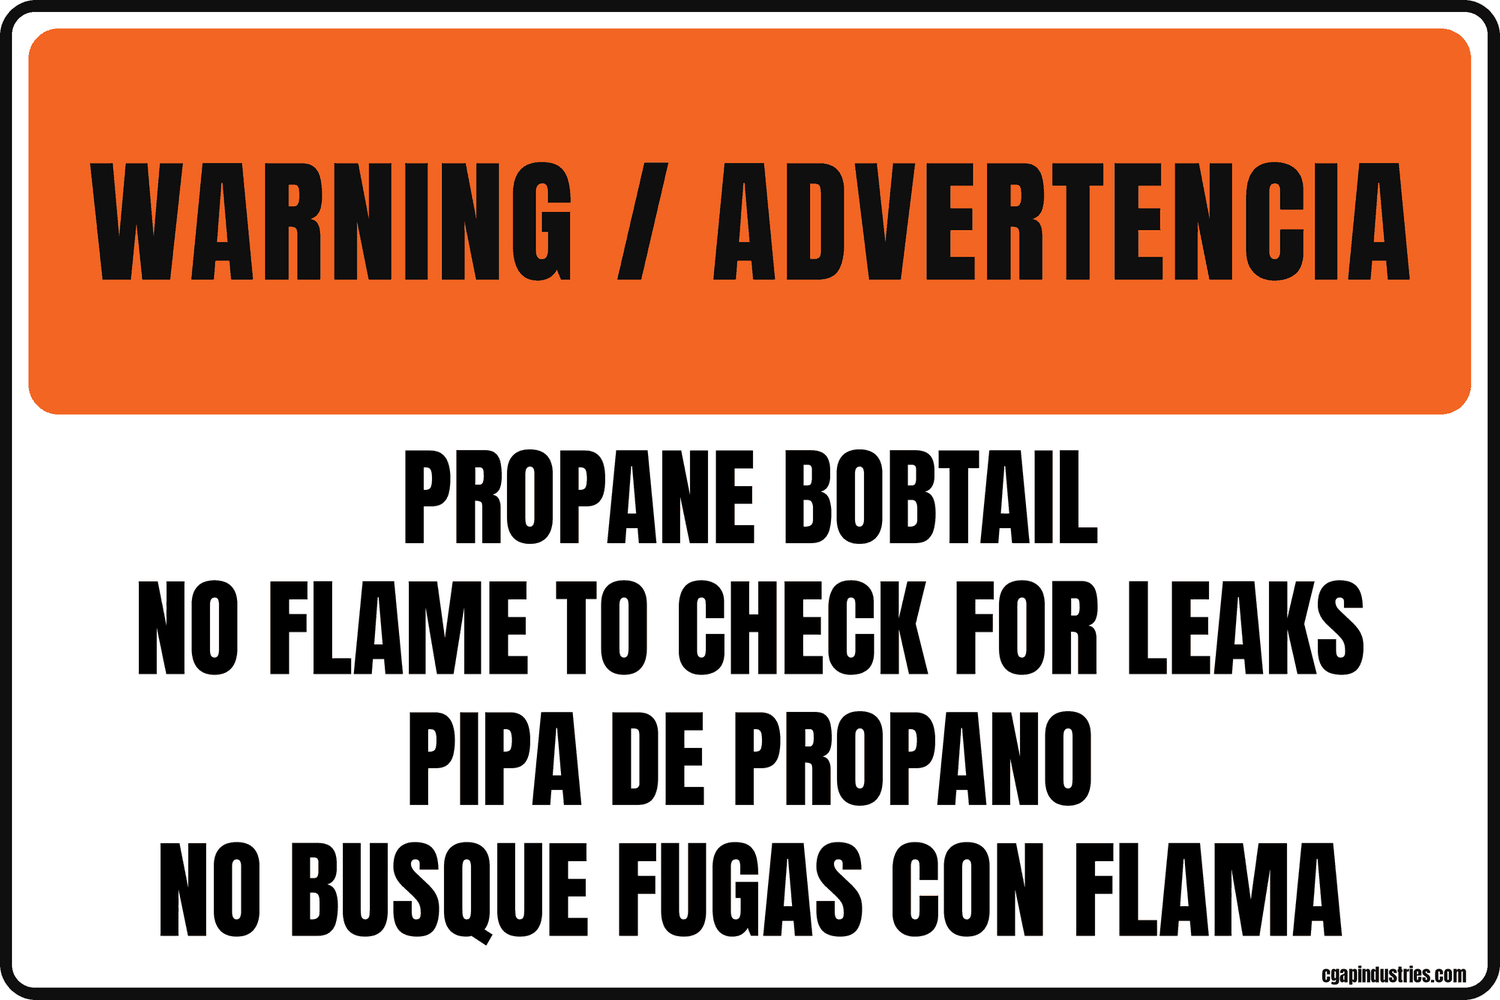 WARNING / ADVERTENCIA
PROPANE BOBTAIL
NO FLAME TO CHECK FOR LEAKS
PIPA DE PROPANO
NO BUSQUE FUGAS CON FLAMA
cgapindustries.com